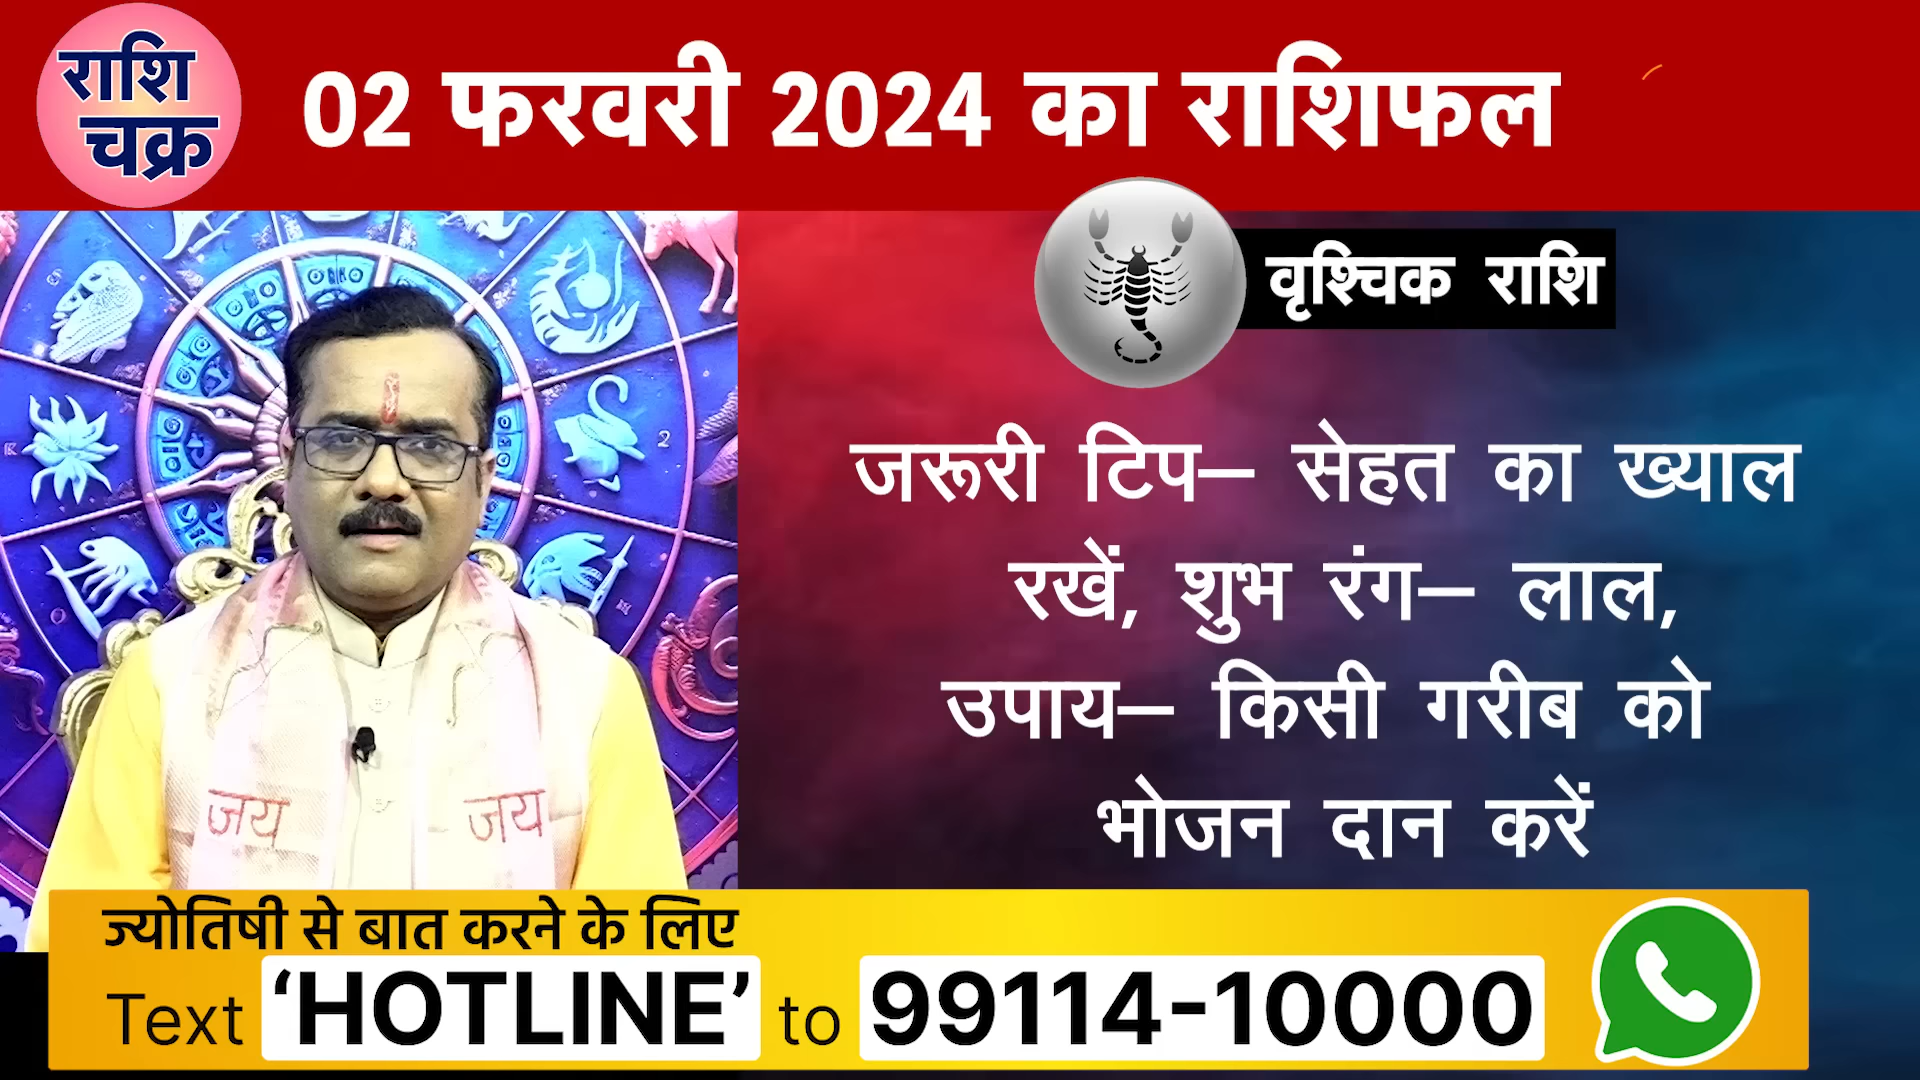 राशि
चक्र
02 फरवरी 2024 का राशिफल
वृश्चिक राशि
जरूरी टिप– सेहत का ख्याल
रखें, शुभ रंग– लाल,
उपाय– किसी गरीब को
भोजन दान करें
2
जय
जय
ज्योतिषी से बात करने के लिए
Text ‘HOTLINE’ to 99114-10000